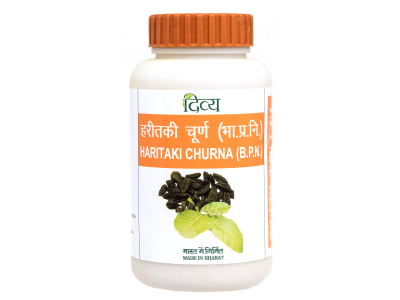 दिव्य
हरीतकी चूर्ण (भा.प्र.नि.)
HARITAKI CHURNA (B.P.N.)
भारत में निर्मित
MADE IN BHARAT